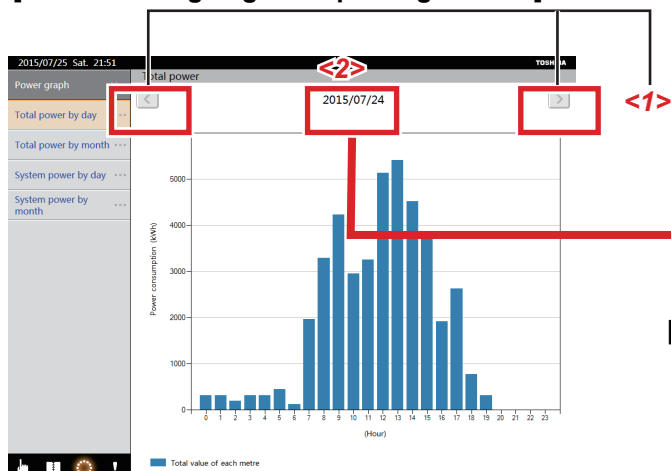 2015/07/25 Sat. 21:51
<2>
Power graph
Total power
2015/07/24
<1>
Total power by day
Total power by month
System power by day
System power by
month
Power consumption (kWh)
5000
4000
3000
2000
1000
0
0 1 2 3 4 5 6 7 8 9 10 11 12 13 14 15 16 17 18 19 20 21 22 23
(Hour)
Total value of each metre